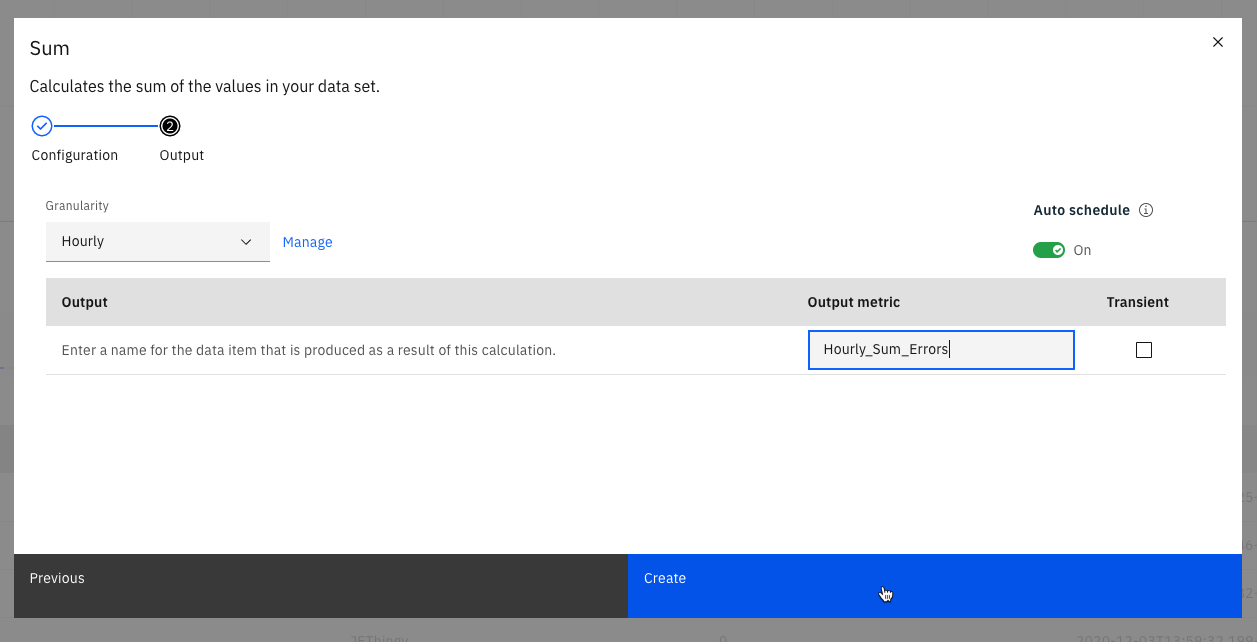 Sum
Calculates the sum of the values in your data set.
2
Configuration Output
Granularity
Auto schedule
Hourly Manage
On
Output Output metric Transient
Enter a name for the data item that is produced as a result of this calculation. Hourly_Sum_Errors
Previous Create